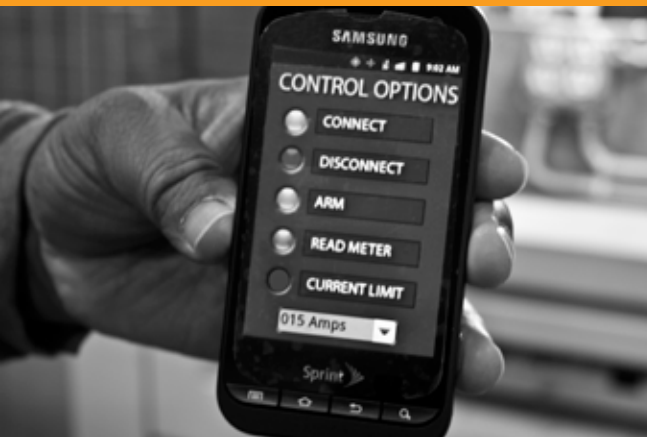 SAMSUNG
9:02 AM
CONTROL OPTIONS
CONNECT
DISCONNECT
ARM
READ METER
CURRENT LIMIT
015 Amps
Sprint